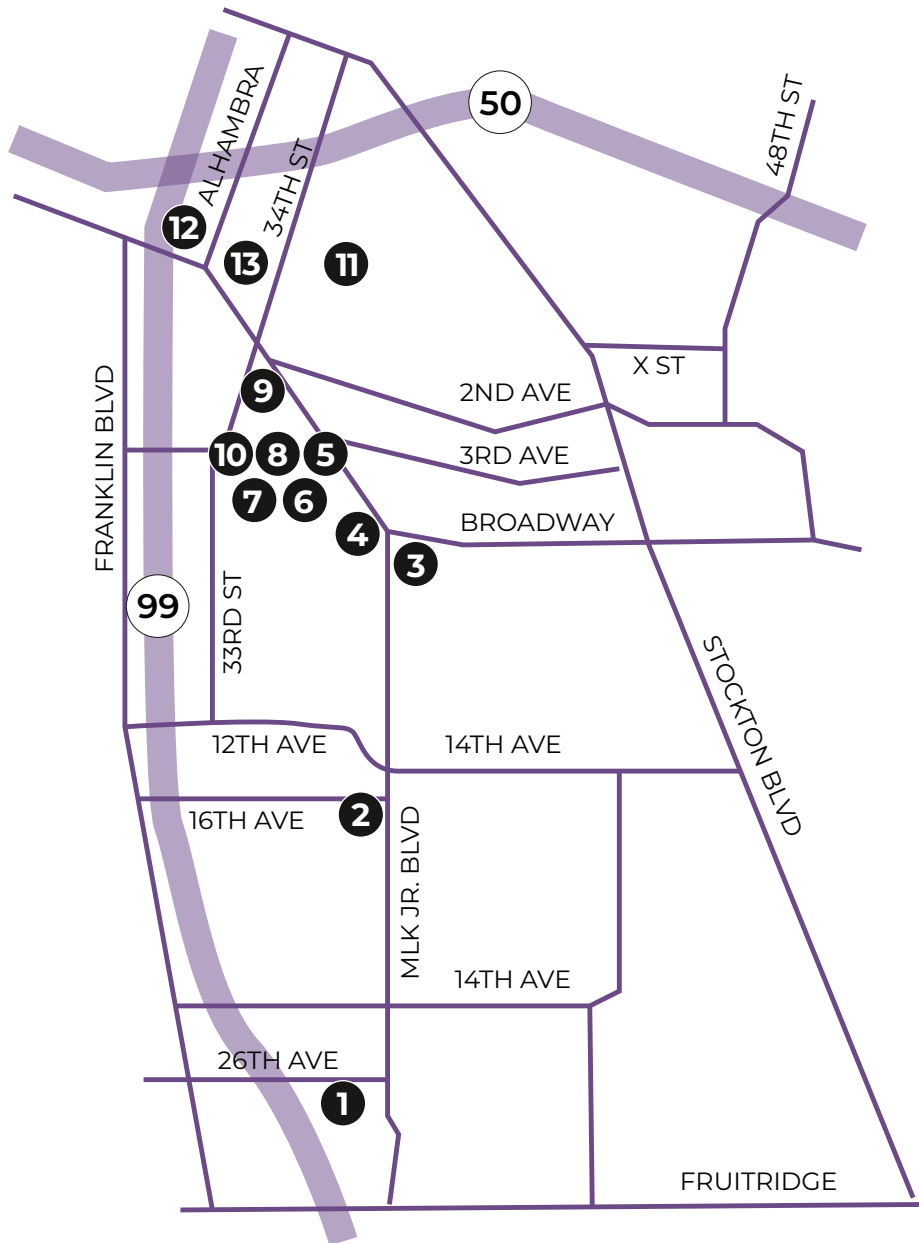 50
48TH ST
ALHAMBRA
34TH ST
12
13
11
X ST
9
2ND AVE
FRANKLIN BLVD
10
8
5
3RD AVE
7
6
BROADWAY
4
3
99
33RD ST
STOCKTON BLVD
12TH AVE
14TH AVE
16TH AVE
2
MLK JR. BLVD
14TH AVE
26TH AVE
1
FRUITRIDGE